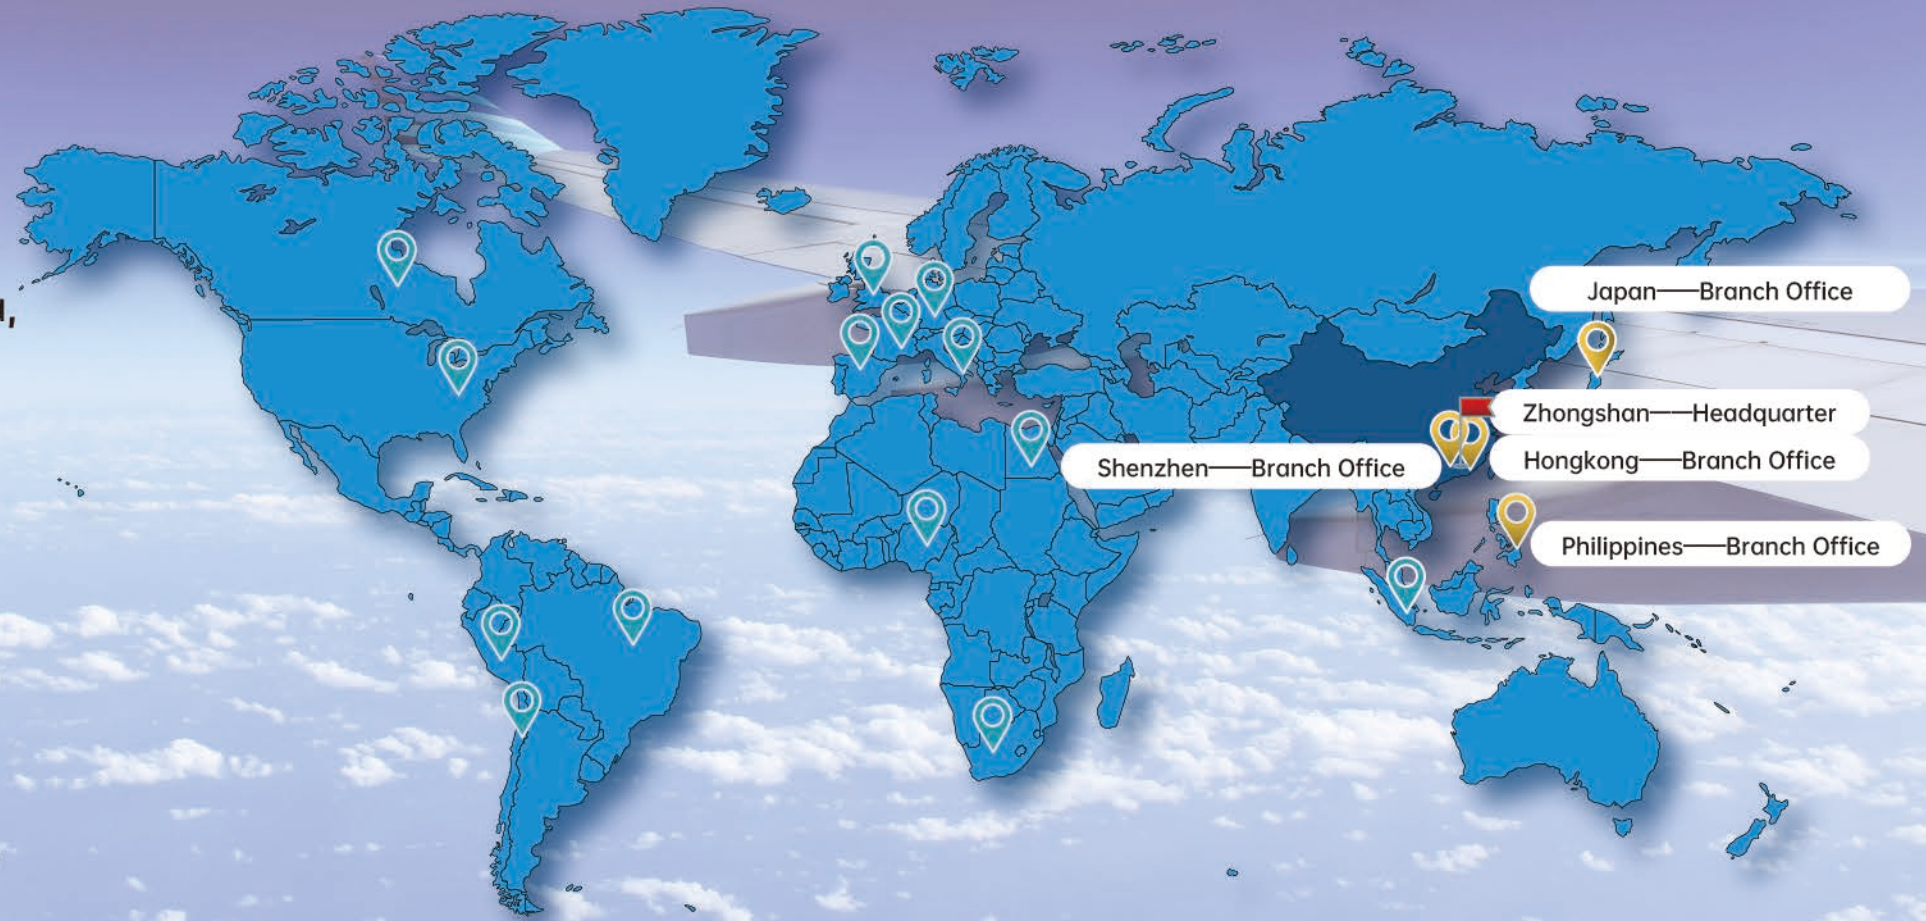 Japan——Branch Office
Zhongshan——Headquarter
Shenzhen——Branch Office
Hongkong——Branch Office
Philippines——Branch Office